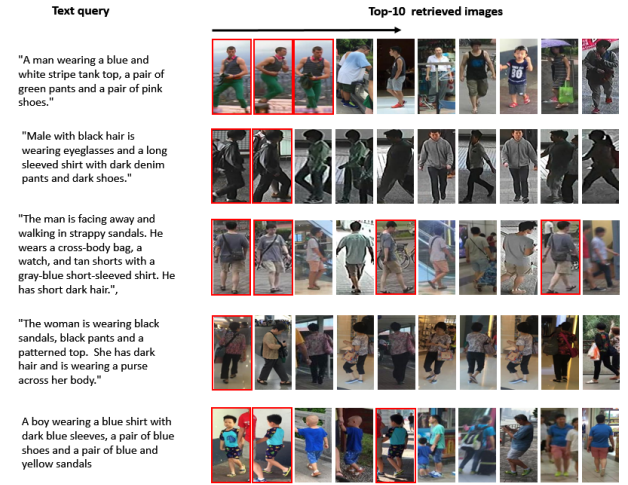 Text query
Top-10 retrieved images
"A man wearing a blue and
white stripe tank top, a pair of
green pants and a pair of pink
shoes."
"Male with black hair is
wearing eyeglasses and a long
sleeved shirt with dark denim
pants and dark shoes."
"The man is facing away and
walking in strappy sandals. He
wears a cross-body bag, a
watch, and tan shorts with a
gray-blue short-sleeved shirt. He
has short dark hair.",
"The woman is wearing black
sandals, black pants and a
patterned top. She has dark
hair and is wearing a purse
across her body."
A boy wearing a blue shirt with
dark blue sleeves, a pair of blue
shoes and a pair of blue and
yellow sandals